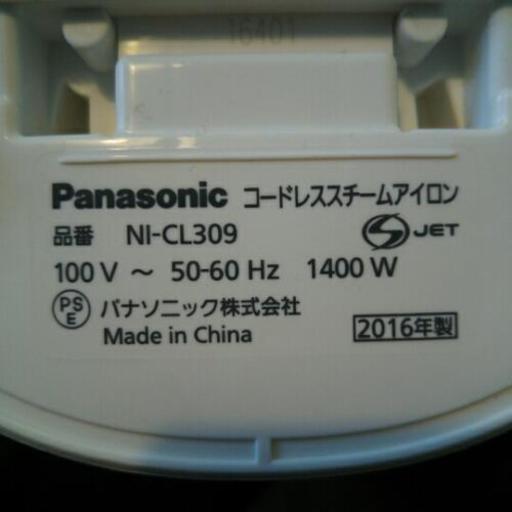 16401
Panasonic コードレススチームアイロン
品番 NI-CL309 S JET
100 V ～ 50-60 Hz 1400 W
PS E パナソニック株式会社
Made in China 2016年製